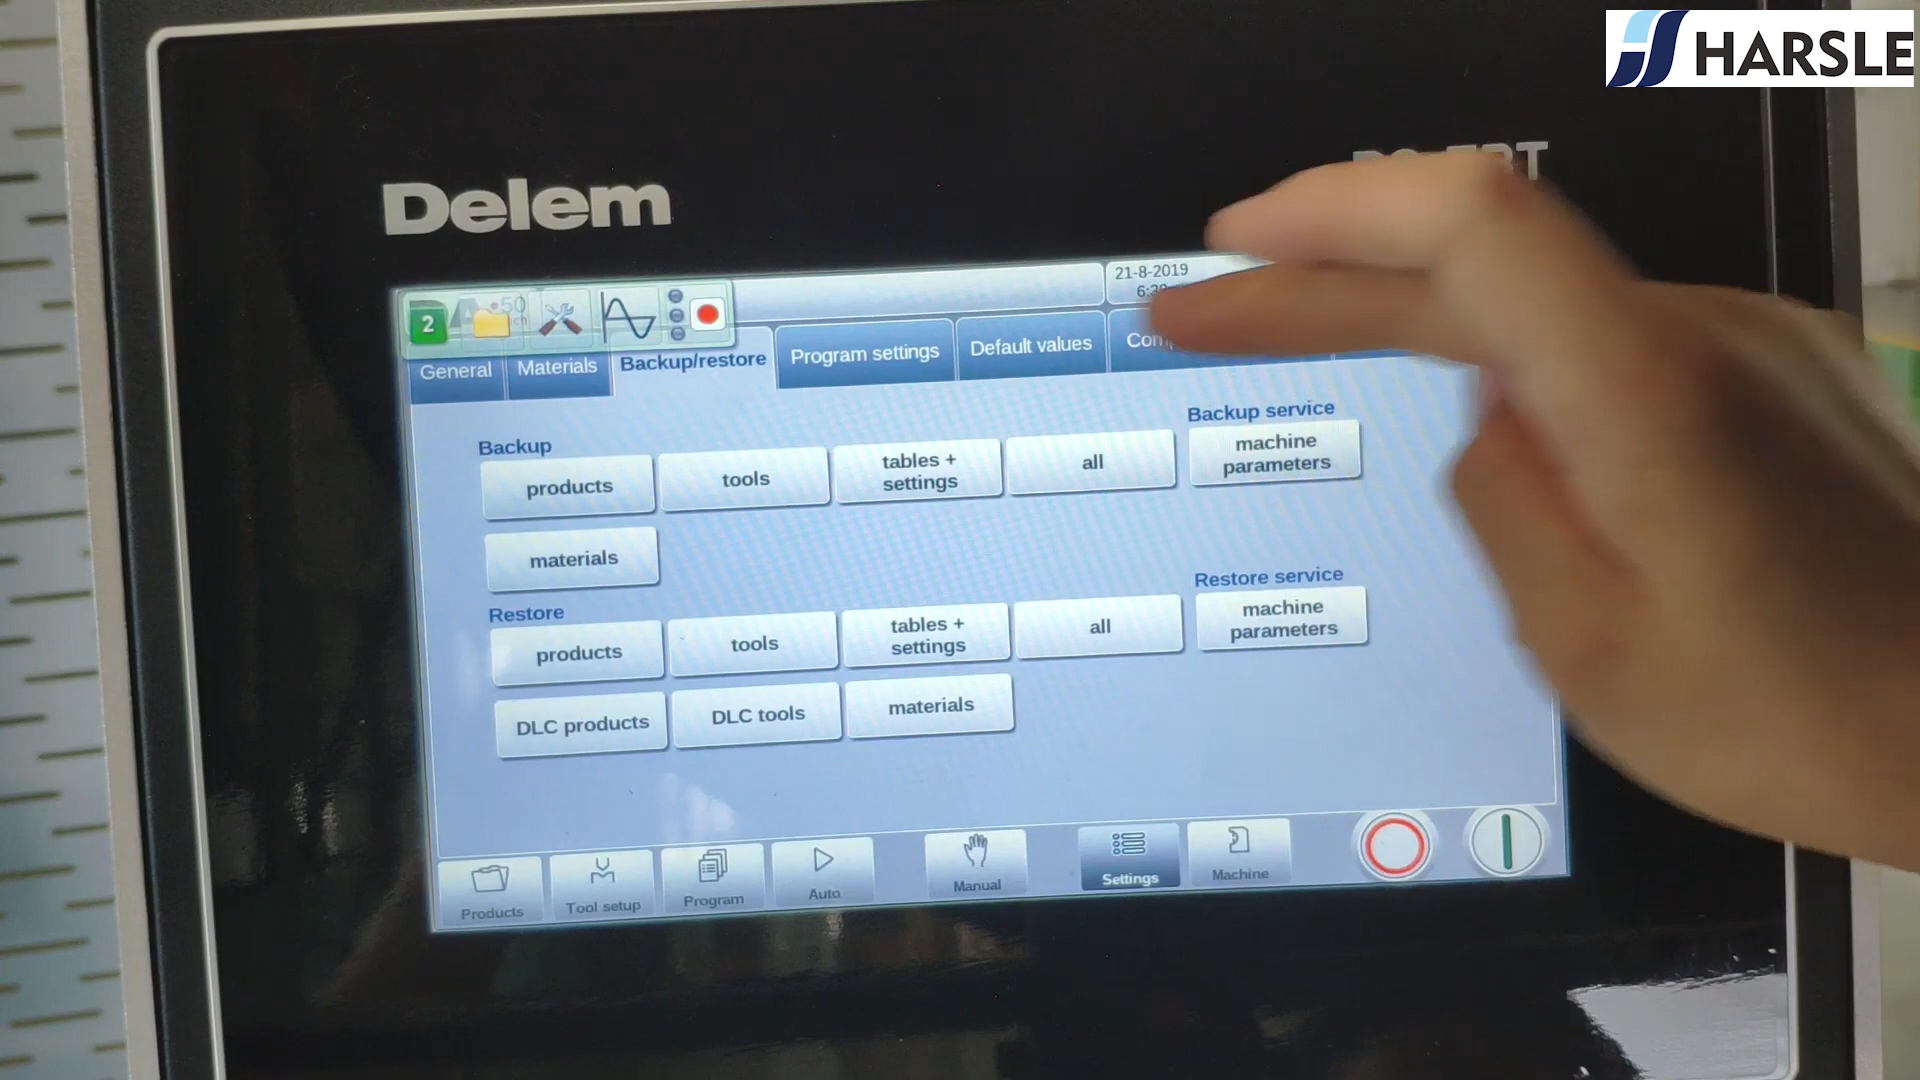 HARSLE
Delem
21-8-2019
2
General
Materials
Backup/restore
Program settings
Default values
Backup
Backup service
products
tools
tables +
settings
all
machine
parameters
materials
Restore
Restore service
products
tools
tables +
settings
all
machine
parameters
DLC products
DLC tools
materials
Products
Tool setup
Program
Auto
Manual
Settings
Machine